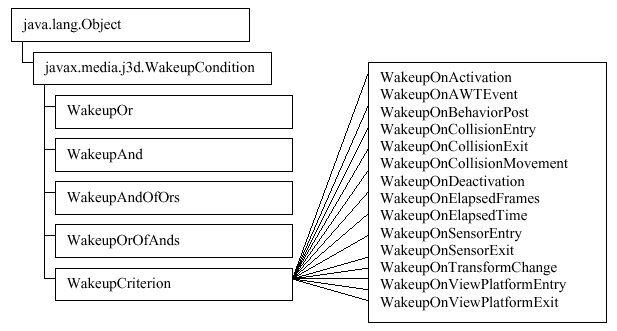 java.lang.Object
javax.media.j3d.WakeupCondition
WakeupOr
WakeupAnd
WakeupAndOfOrs
WakeupOrOfAnds
WakeupCriterion
WakeupOnActivation
WakeupOnAWTEvent
WakeupOnBehaviorPost
WakeupOnCollisionEntry
WakeupOnCollisionExit
WakeupOnCollisionMovement
WakeupOnDeactivation
WakeupOnElapsedFrames
WakeupOnElapsedTime
WakeupOnSensorEntry
WakeupOnSensorExit
WakeupOnTransformChange
WakeupOnViewPlatformEntry
WakeupOnViewPlatformExit